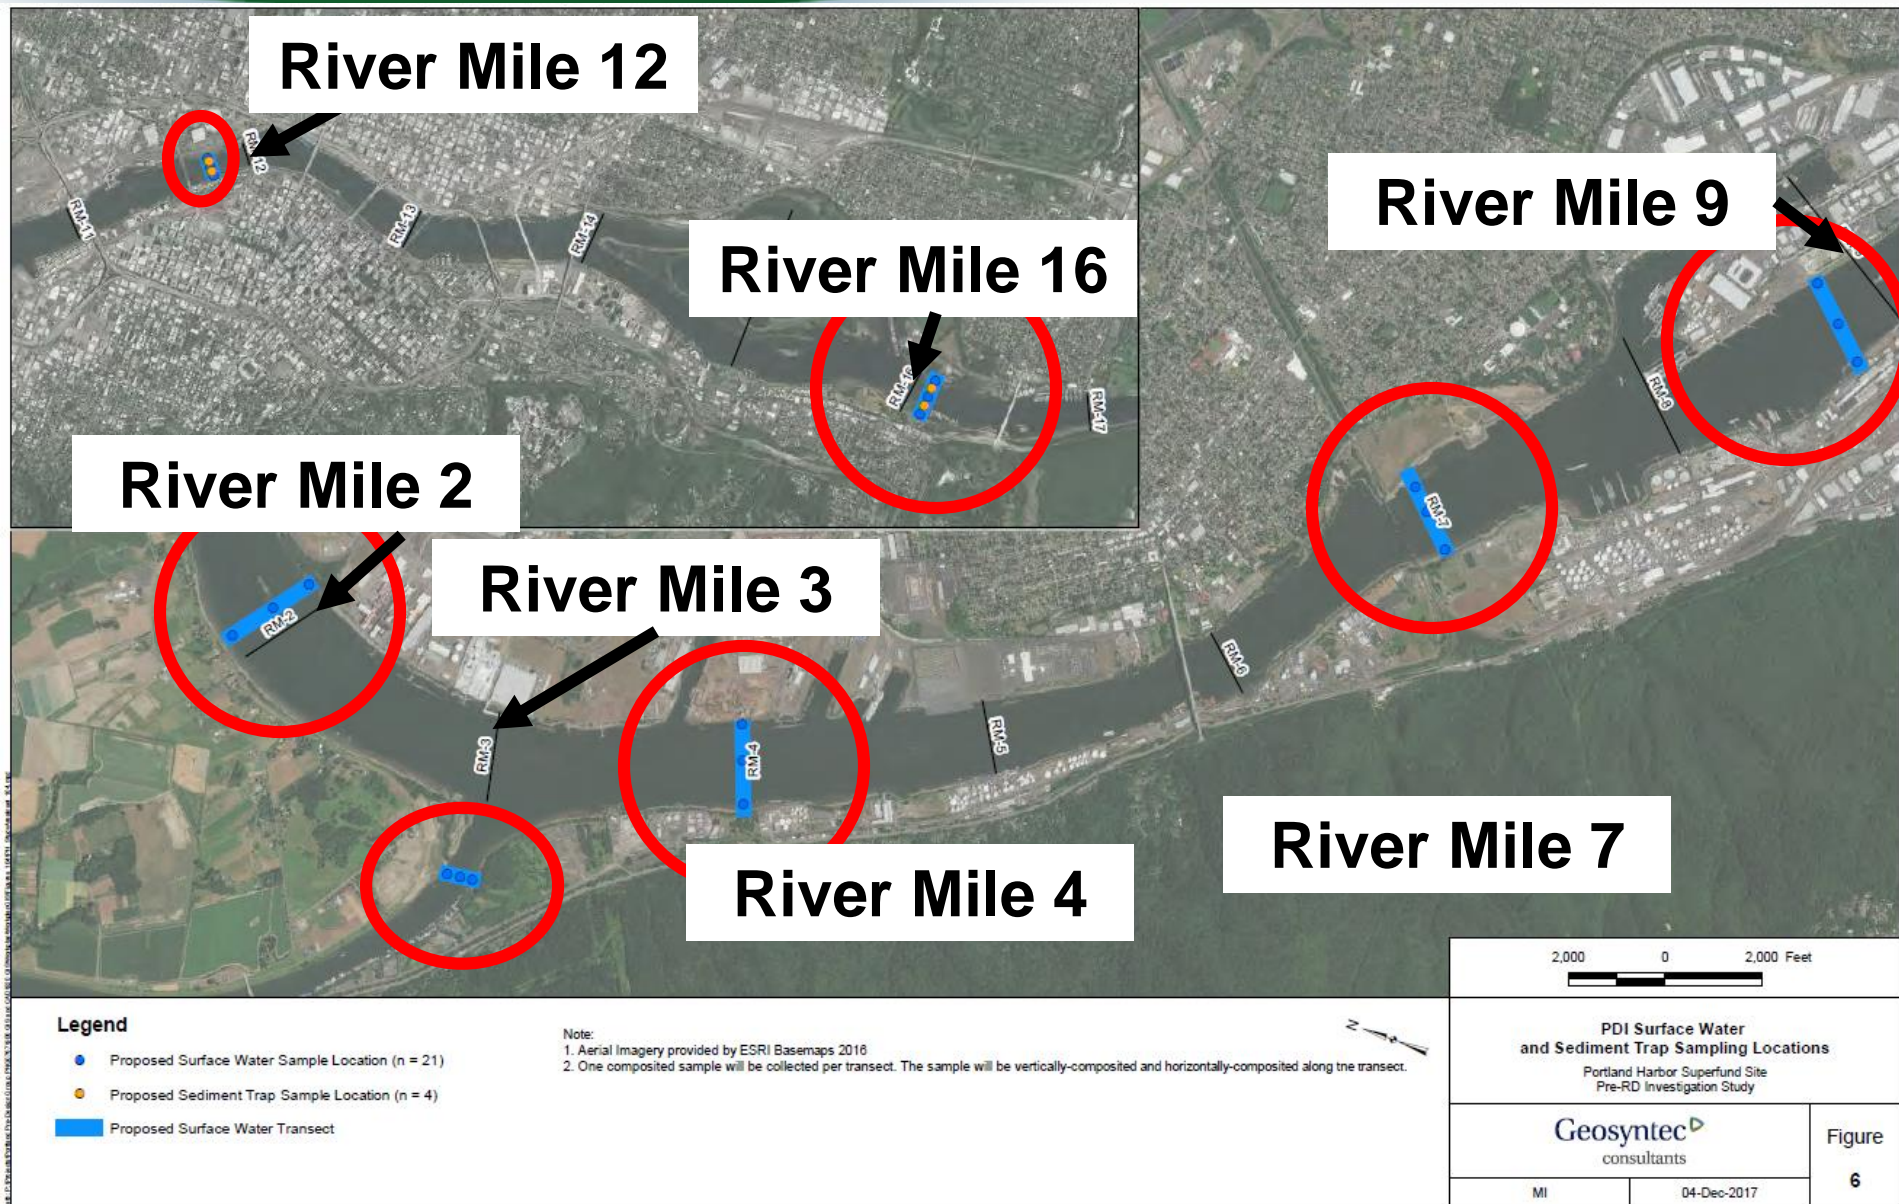 River Mile 12
River Mile 9
River Mile 16
River Mile 2
River Mile 3
River Mile 7
River Mile 4
RM-11
RM-12
RM-13
RM-14
RM-16
RM-17
RM-2
RM-3
RM-4
RM-5
RM-6
RM-7
RM-8
2,000 0 2,000 Feet
Legend
Proposed Surface Water Sample Location (n = 21)
Proposed Sediment Trap Sample Location (n = 4)
Proposed Surface Water Transect
Note:
1. Aerial Imagery provided by ESRI Basemaps 2016
2. One composited sample will be collected per transect. The sample will be vertically-composited and horizontally-composited along the transect.
N
PDI Surface Water
and Sediment Trap Sampling Locations
Portland Harbor Superfund Site
Pre-RD Investigation Study
Geosyntec
consultants
Figure
6
MI
04-Dec-2017